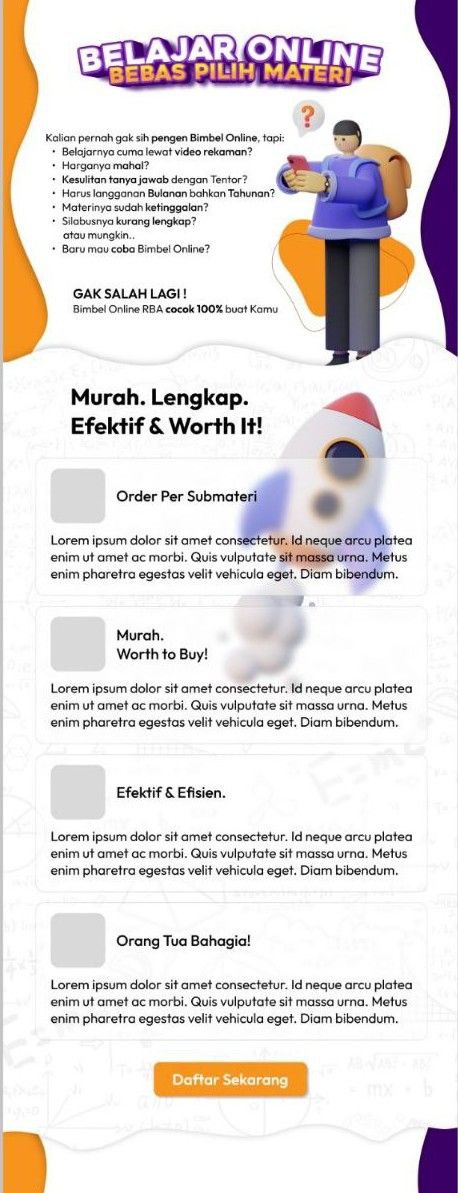 BELAJAR ONLINE
BEBAS PILIH MATERI
?
Kalian pernah gak sih pengen Bimbel Online, tapi:
• Belajarnya cuma lewat video rekaman?
• Harganya mahal?
• Kesulitan tanya jawab dengan Tentor?
• Harus langganan Bulanan bahkan Tahunan?
• Materinya sudah ketinggalan?
• Silabusnya kurang lengkap?
atau mungkin..
• Baru mau coba Bimbel Online?
GAK SALAH LAGI !
Bimbel Online RBA cocok 100% buat Kamu
Murah. Lengkap.
Efektif & Worth It!
Order Per Submateri
Lorem ipsum dolor sit amet consectetur. Id neque arcu platea
enim ut amet ac morbi. Quis vulputate sit massa urna. Metus
enim pharetra egestas velit vehicula eget. Diam bibendum.
Murah.
Worth to Buy!
Lorem ipsum dolor sit amet consectetur. Id neque arcu platea
enim ut amet ac morbi. Quis vulputate sit massa urna. Metus
enim pharetra egestas velit vehicula eget. Diam bibendum.
E=mc²
Efektif & Efisien.
Lorem ipsum dolor sit amet consectetur. Id neque arcu platea
enim ut amet ac morbi. Quis vulputate sit massa urna. Metus
enim pharetra egestas velit vehicula eget. Diam bibendum.
Orang Tua Bahagia!
Lorem ipsum dolor sit amet consectetur. Id neque arcu platea
enim ut amet ac morbi. Quis vulputate sit massa urna. Metus
enim pharetra egestas velit vehicula eget. Diam bibendum.
Daftar Sekarang